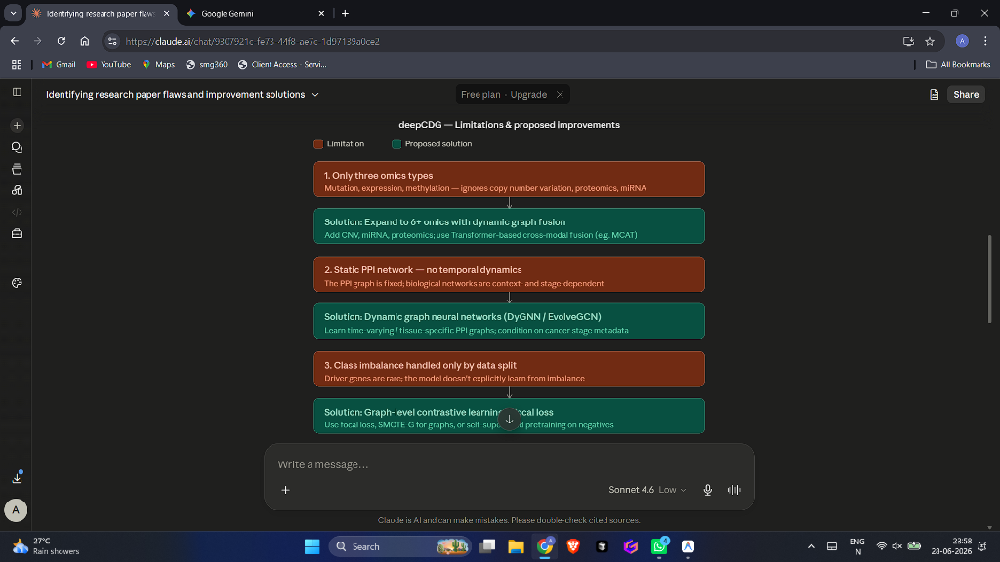 Identifying research paper flaws
Google Gemini
https://claude.ai/chat/9307921c-fe73-44f8-ae7c-1d97139a0ce2
A
Gmail
YouTube
Maps
smg360
Client Access - Servi...
All Bookmarks
Identifying research paper flaws and improvement solutions
Free plan · Upgrade
Share
deepCDG — Limitations & proposed improvements
Limitation
Proposed solution
1. Only three omics types
Mutation, expression, methylation — ignores copy number variation, proteomics, miRNA
Solution: Expand to 6+ omics with dynamic graph fusion
Add CNV, miRNA, proteomics; use Transformer-based cross-modal fusion (e.g. MCAT)
2. Static PPI network — no temporal dynamics
The PPI graph is fixed; biological networks are context- and stage-dependent
Solution: Dynamic graph neural networks (DyGNN / EvolveGCN)
Learn time-varying / tissue-specific PPI graphs; condition on cancer stage metadata
3. Class imbalance handled only by data split
Driver genes are rare; the model doesn't explicitly learn from imbalance
Solution: Graph-level contrastive learning focal loss
Use focal loss, SMOTE-G for graphs, or self-supe d pretraining on negatives
Write a message...
Sonnet 4.6 Low
Claude is AI and can make mistakes. Please double-check cited sources.
A
27°C
Rain showers
Search
4
ENG
IN
23:58
28-06-2026